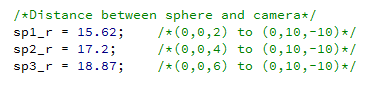 /*Distance between sphere and camera*/
sp1_r = 15.62;    /*(0,0,2) to (0,10,-10)*/
sp2_r = 17.2;     /*(0,0,4) to (0,10,-10)*/
sp3_r = 18.87;    /*(0,0,6) to (0,10,-10)*/